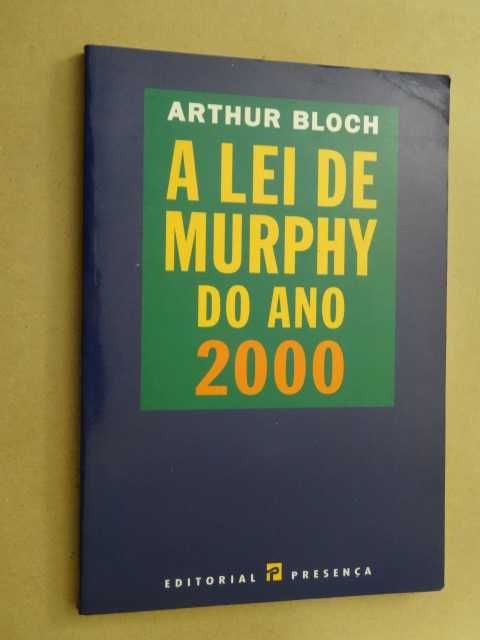 ARTHUR BLOCH
A LEI DE
MURPHY
DO ANO
2000
EDITORIAL P PRESENÇA